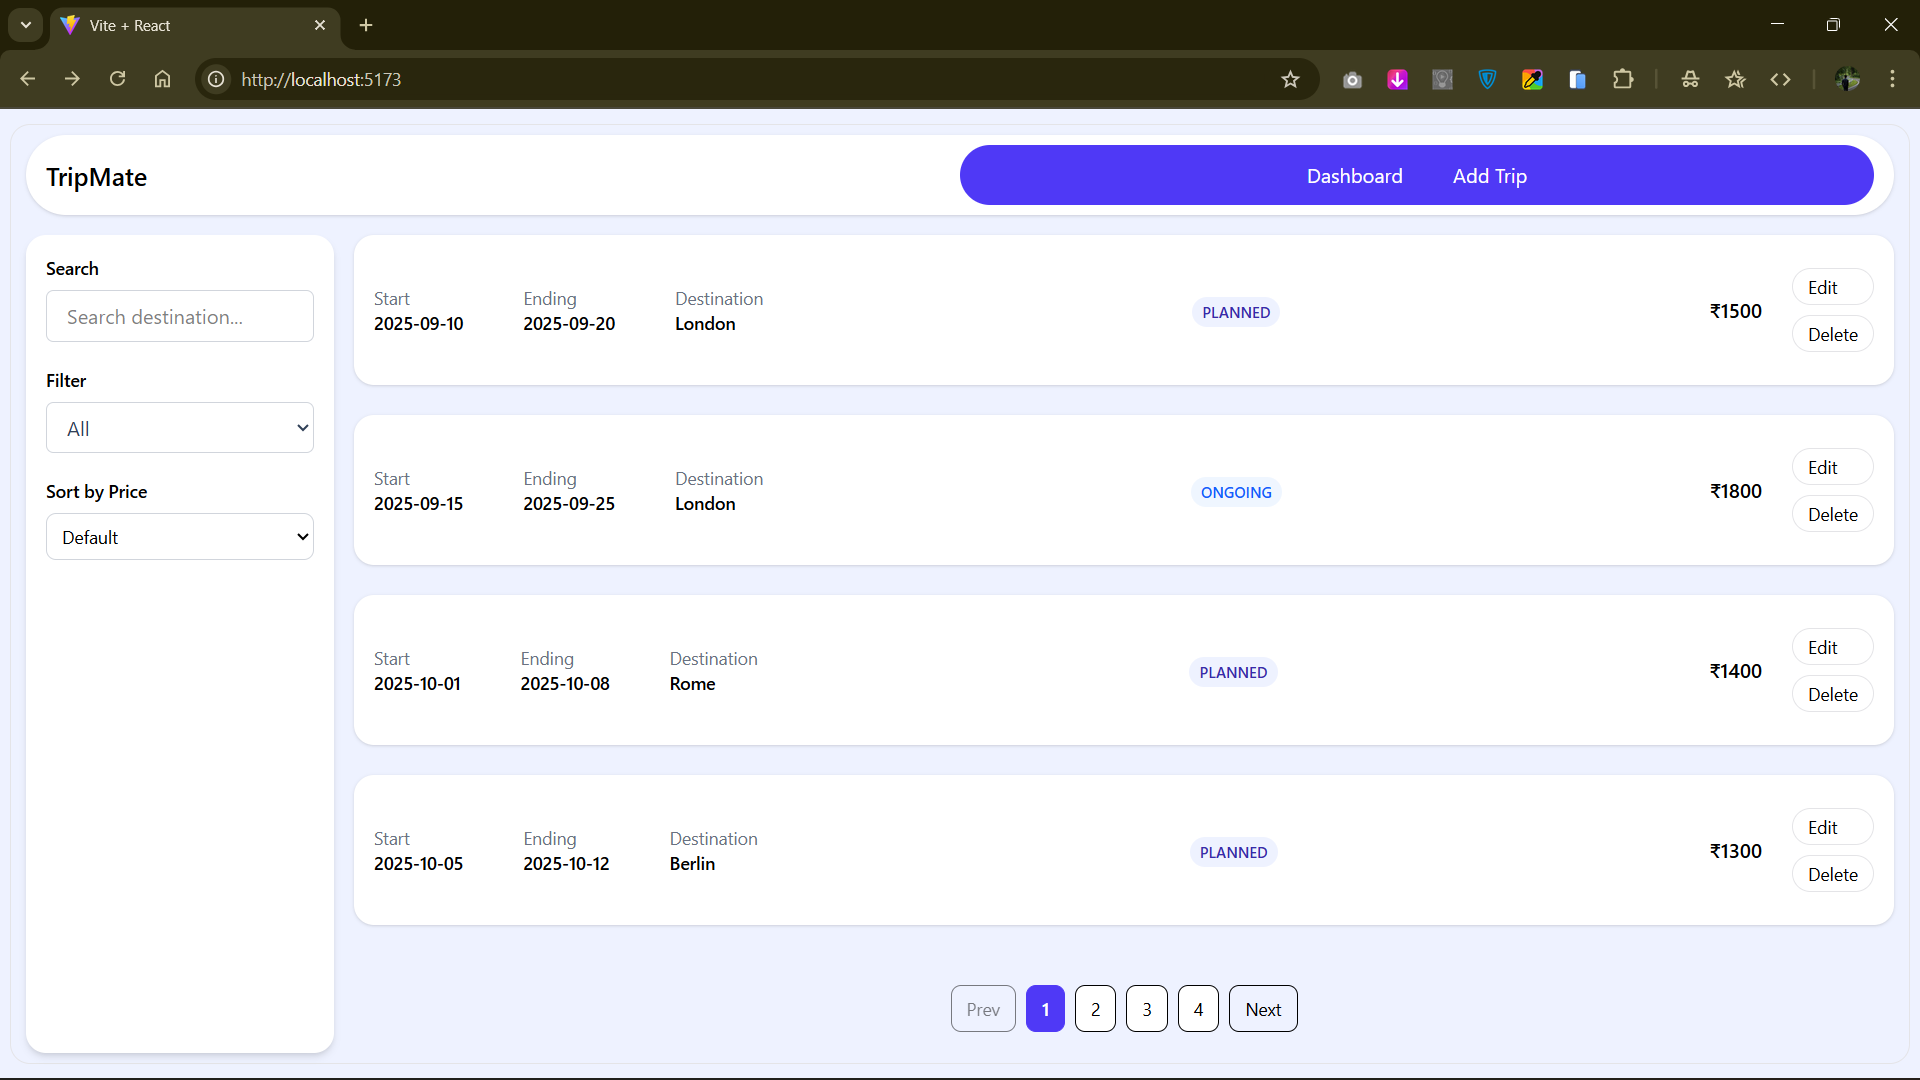 Vite + React
http://localhost:5173
TripMate
Dashboard
Add Trip
Search
Search destination...
Filter
All
Sort by Price
Default
Start
2025-09-10
Ending
2025-09-20
Destination
London
PLANNED
₹1500
Edit
Delete
Start
2025-09-15
Ending
2025-09-25
Destination
London
ONGOING
₹1800
Edit
Delete
Start
2025-10-01
Ending
2025-10-08
Destination
Rome
PLANNED
₹1400
Edit
Delete
Start
2025-10-05
Ending
2025-10-12
Destination
Berlin
PLANNED
₹1300
Edit
Delete
Prev 1 2 3 4 Next